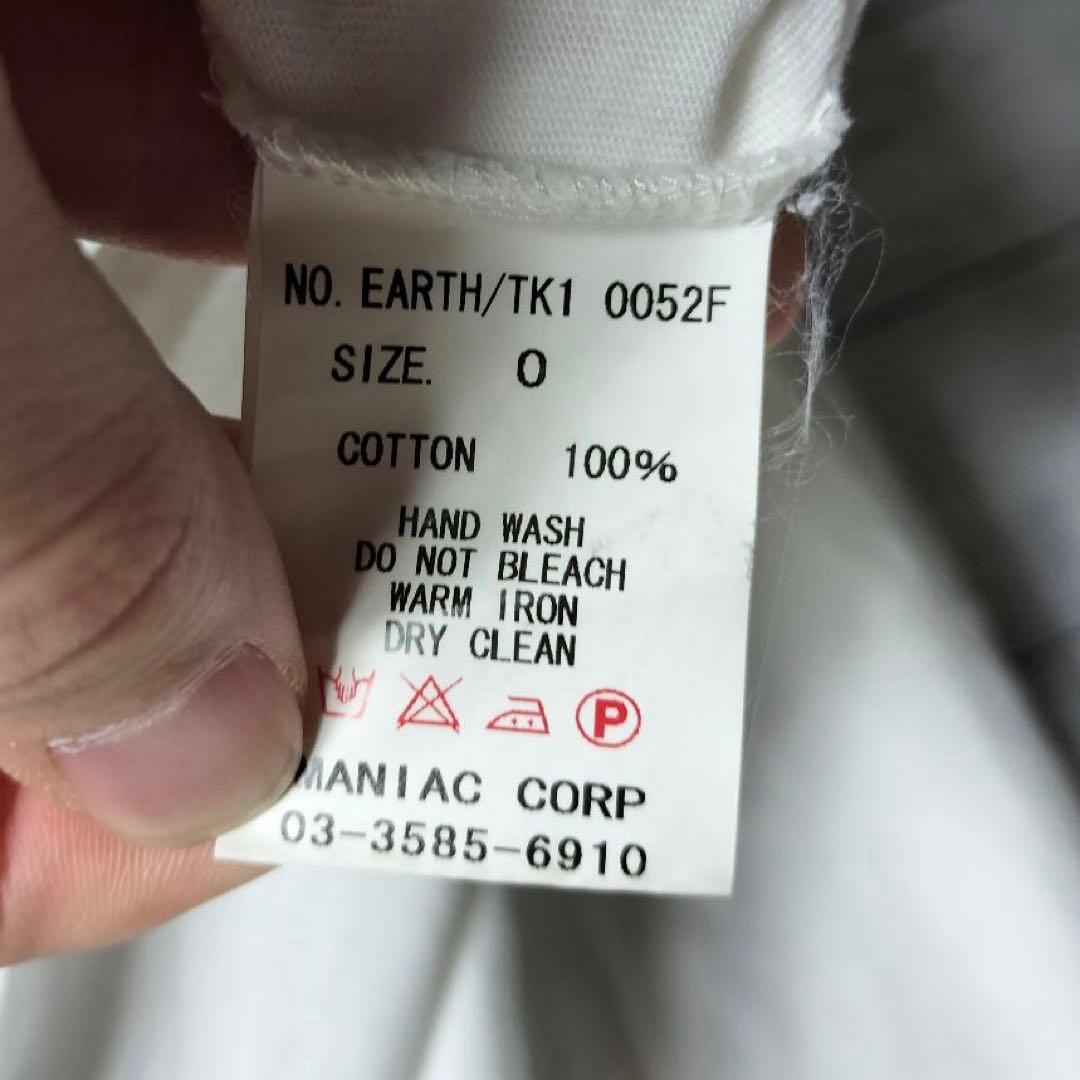 NO. EARTH/TK1 0052F
SIZE. 0
COTTON 100%
HAND WASH
DO NOT BLEACH
WARM IRON
DRY CLEAN
P
MANIAC CORP
03-3585-6910